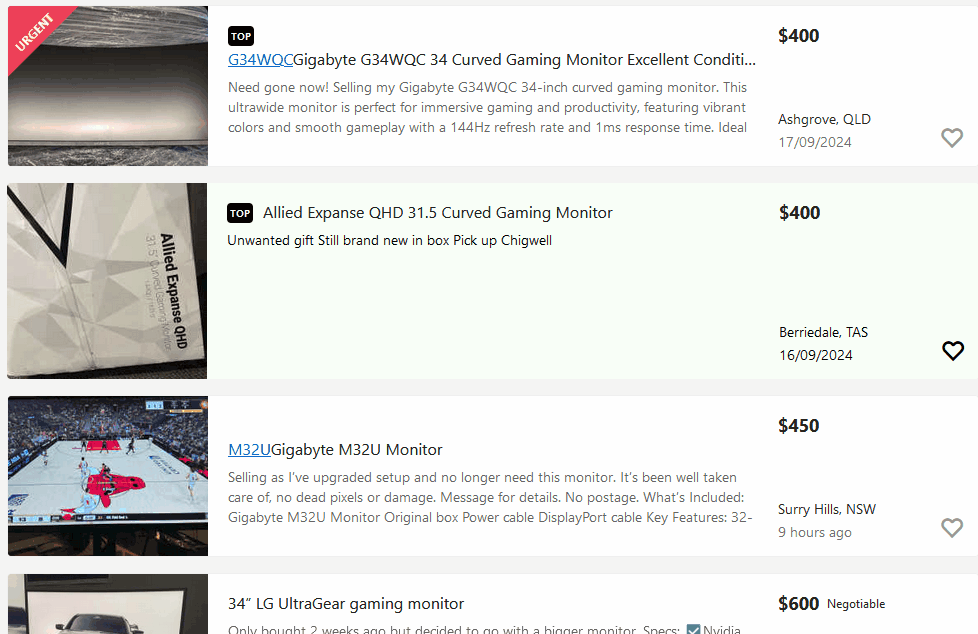 URGENT
TOP
G34WQCGigabyte G34WQC 34 Curved Gaming Monitor Excellent Conditi...
Need gone now! Selling my Gigabyte G34WQC 34-inch curved gaming monitor. This
ultrawide monitor is perfect for immersive gaming and productivity, featuring vibrant
colors and smooth gameplay with a 144Hz refresh rate and 1ms response time. Ideal
$400
Ashgrove, QLD
17/09/2024
Allied Expanse QHD
31.5 Curved Gaming Monitor
TOP Allied Expanse QHD 31.5 Curved Gaming Monitor
Unwanted gift Still brand new in box Pick up Chigwell
$400
Berriedale, TAS
16/09/2024
M32UGigabyte M32U Monitor
Selling as I've upgraded setup and no longer need this monitor. It's been well taken
care of, no dead pixels or damage. Message for details. No postage. What's Included:
Gigabyte M32U Monitor Original box Power cable DisplayPort cable Key Features: 32-
$450
Surry Hills, NSW
9 hours ago
34" LG UltraGear gaming monitor
Only bought 2 weeks ago but decided to go with a bigger monitor. Specs: ☑Nvidia
$600 Negotiable